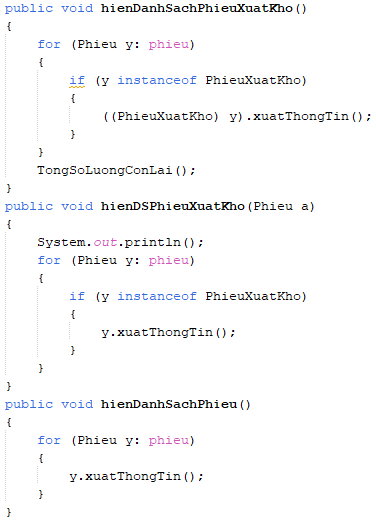 public void hienDanhSachPhieuXuatKho()
{
    for (Phieu y: phieu)
    {
        if (y instanceof PhieuXuatKho)
        {
            ((PhieuXuatKho) y).xuatThongTin();
        }
    }
    TongSoLuongConLai();
}
public void hienDSPhieuXuatKho(Phieu a)
{
    System.out.println();
    for (Phieu y: phieu)
    {
        if (y instanceof PhieuXuatKho)
        {
            y.xuatThongTin();
        }
    }
}
public void hienDanhSachPhieu()
{
    for (Phieu y: phieu)
    {
        y.xuatThongTin();
    }
}